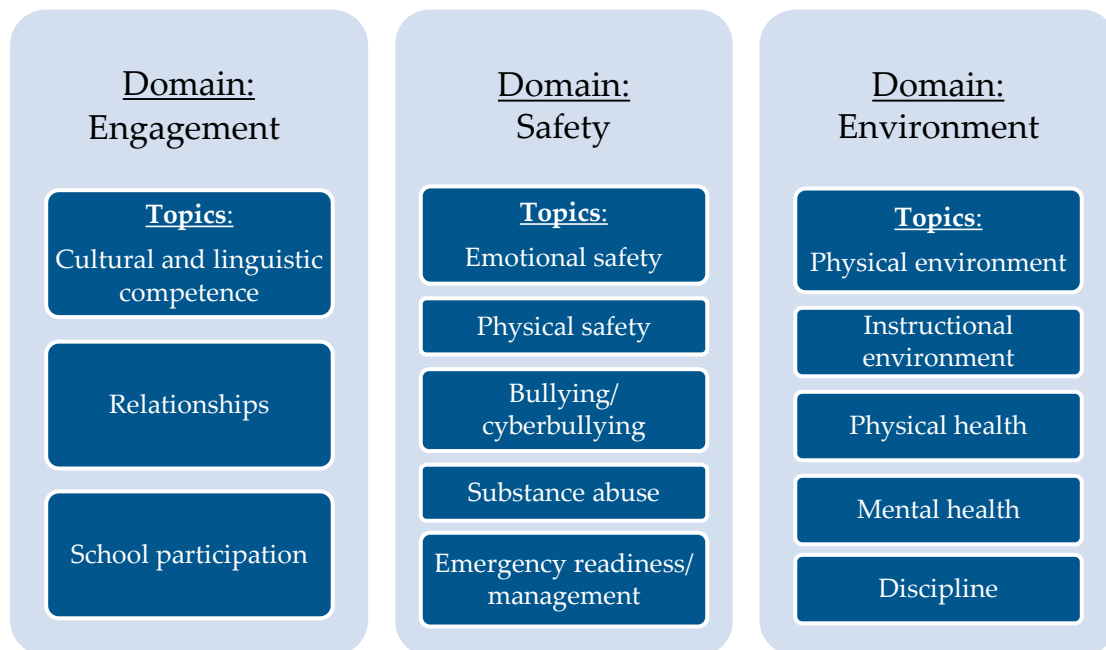 Domain:
Engagement
Topics:
Cultural and linguistic
competence
Relationships
School participation
Domain:
Safety
Topics:
Emotional safety
Physical safety
Bullying/
cyberbullying
Substance abuse
Emergency readiness/
management
Domain:
Environment
Topics:
Physical environment
Instructional
environment
Physical health
Mental health
Discipline